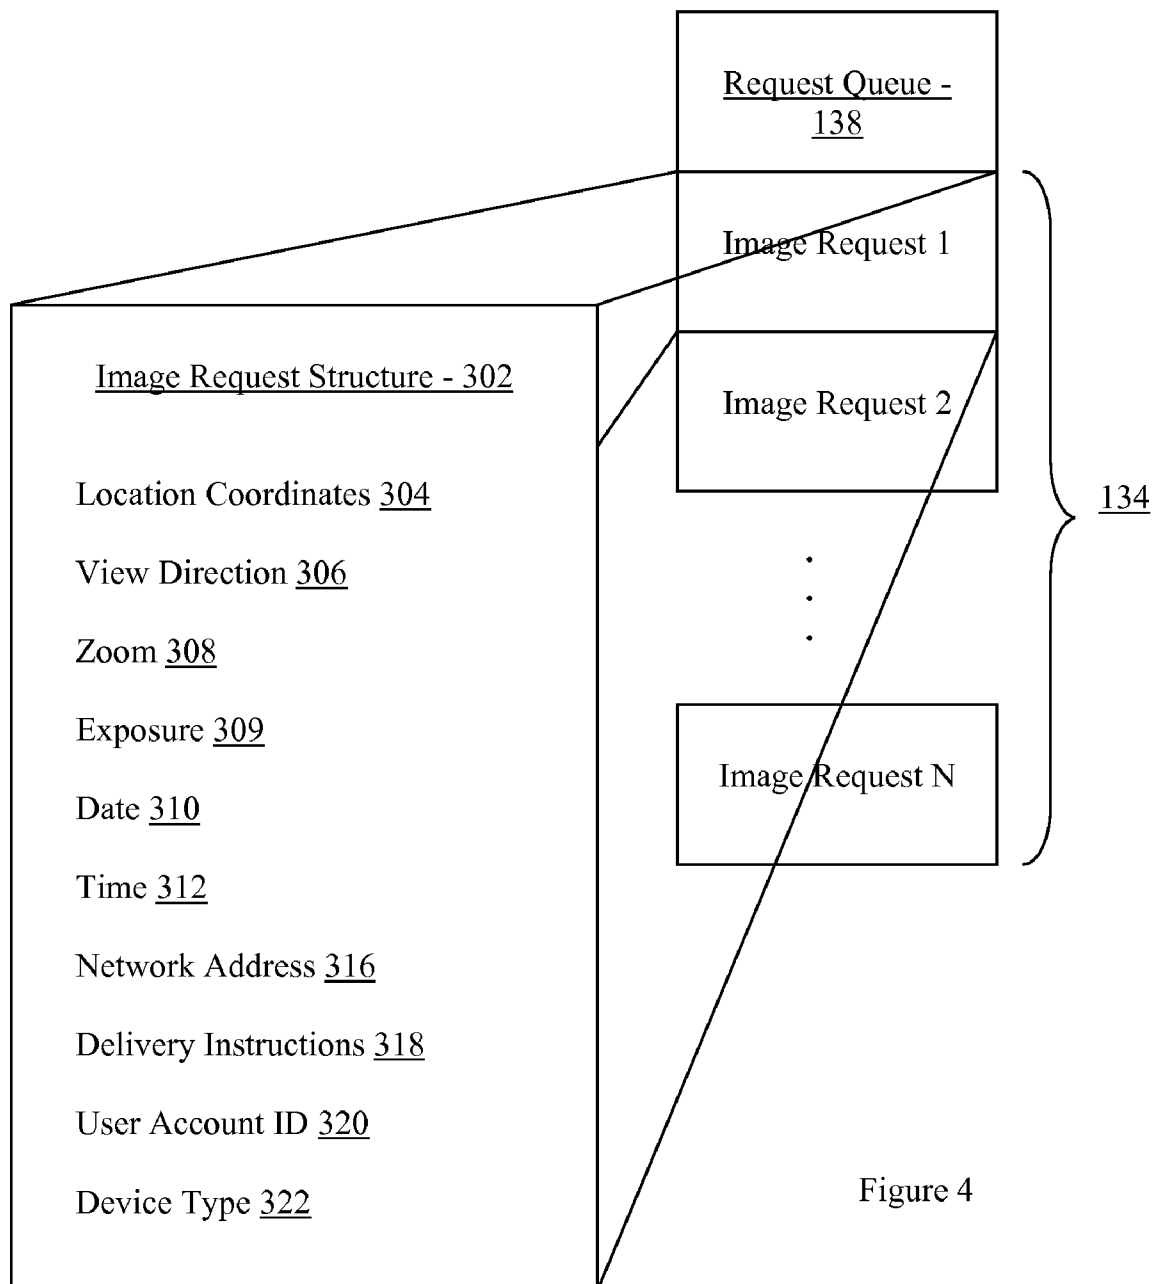 Request Queue -
138
Image Request 1
Image Request 2
.
.
.
Image Request N
134
Image Request Structure - 302
Location Coordinates 304
View Direction 306
Zoom 308
Exposure 309
Date 310
Time 312
Network Address 316
Delivery Instructions 318
User Account ID 320
Device Type 322
Figure 4